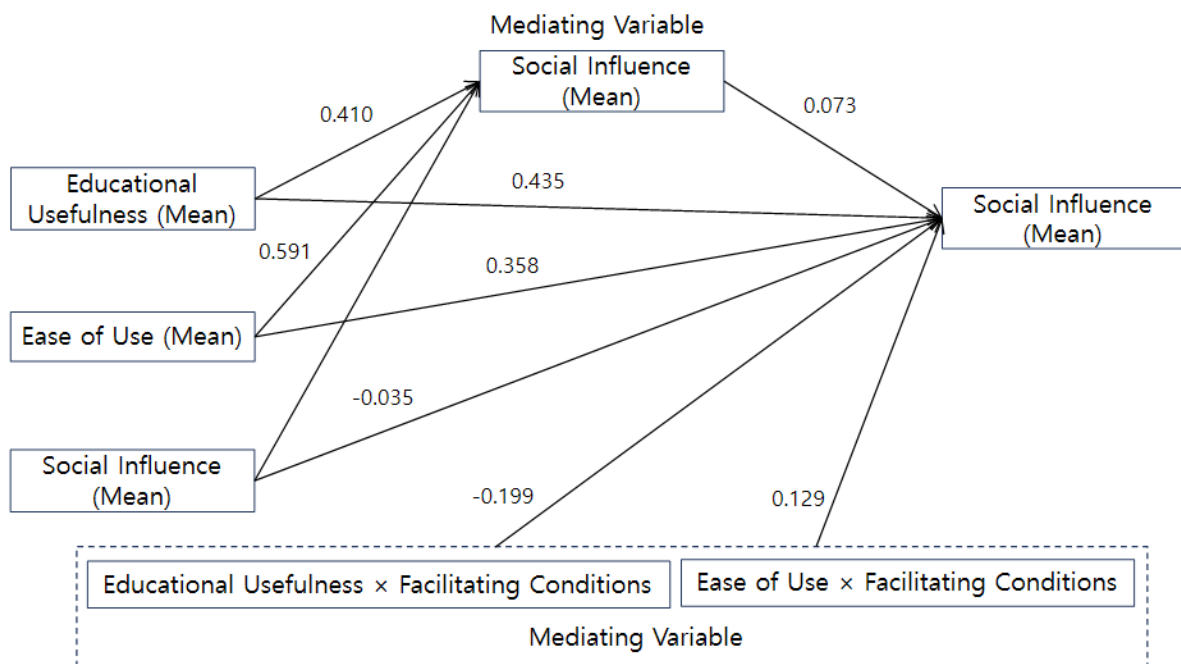 Mediating Variable
Social Influence
(Mean)
0.410
0.073
Educational
Usefulness (Mean)
0.435
Social Influence
(Mean)
0.591
0.358
Ease of Use (Mean)
-0.035
Social Influence
(Mean)
-0.199
0.129
Educational Usefulness × Facilitating Conditions
Ease of Use × Facilitating Conditions
Mediating Variable